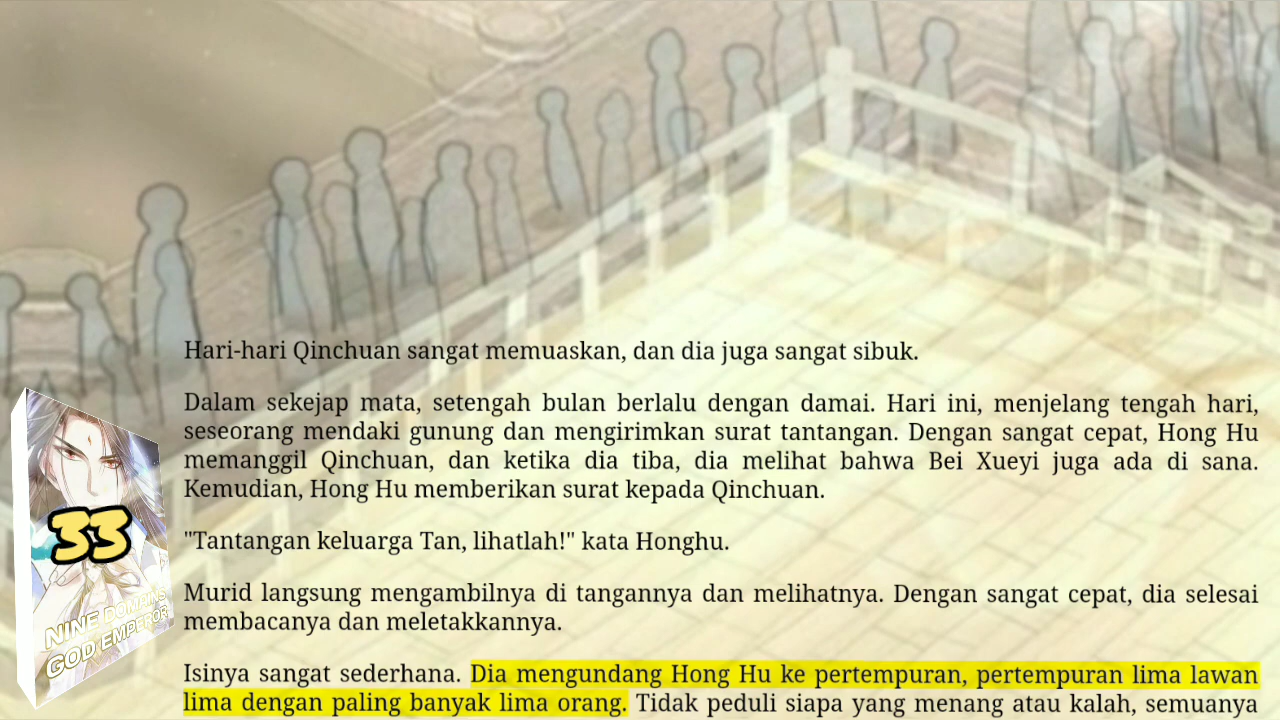 Hari-hari Qinchuan sangat memuaskan, dan dia juga sangat sibuk.
Dalam sekejap mata, setengah bulan berlalu dengan damai. Hari ini, menjelang tengah hari,
seseorang mendaki gunung dan mengirimkan surat tantangan. Dengan sangat cepat, Hong Hu
memanggil Qinchuan, dan ketika dia tiba, dia melihat bahwa Bei Xueyi juga ada di sana.
Kemudian, Hong Hu memberikan surat kepada Qinchuan.
"Tantangan keluarga Tan, lihatlah!" kata Honghu.
Murid langsung mengambilnya di tangannya dan melihatnya. Dengan sangat cepat, dia selesai
membacanya dan meletakkannya.
Isinya sangat sederhana. Dia mengundang Hong Hu ke pertempuran, pertempuran lima lawan
lima dengan paling banyak lima orang. Tidak peduli siapa yang menang atau kalah, semuanya
33
NINE DOMAINS
GOD EMPEROR